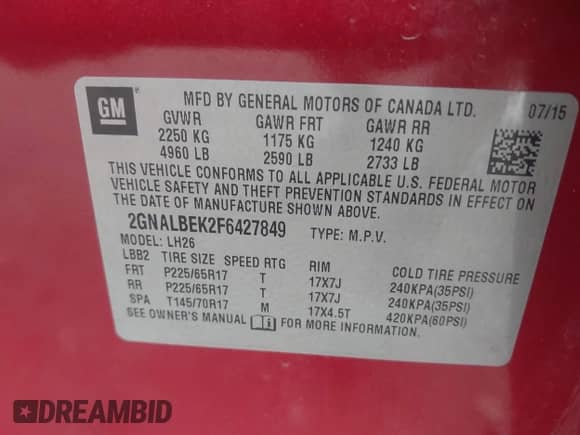 GM ®
MFD BY GENERAL MOTORS OF CANADA LTD. 07/15
GVWR GAWR FRT GAWR RR
2250 KG 1175 KG 1240 KG
4960 LB 2590 LB 2733 LB
THIS VEHICLE CONFORMS TO ALL APPLICABLE U.S. FEDERAL MOTOR
VEHICLE SAFETY AND THEFT PREVENTION STANDARDS IN EFFECT ON
THE DATE OF MANUFACTURE SHOWN ABOVE.
2GNALBEK2F6427849 TYPE: M.P.V.
MODEL: LH26
LBB2 TIRE SIZE SPEED RTG RIM COLD TIRE PRESSURE
FRT P225/65R17 T 17X7J 240KPA(35PSI)
RR P225/65R17 T 17X7J 240KPA(35PSI)
SPA T145/70R17 M 17X4.5T 420KPA(60PSI)
SEE OWNER'S MANUAL i FOR MORE INFORMATION.
DREAMBID